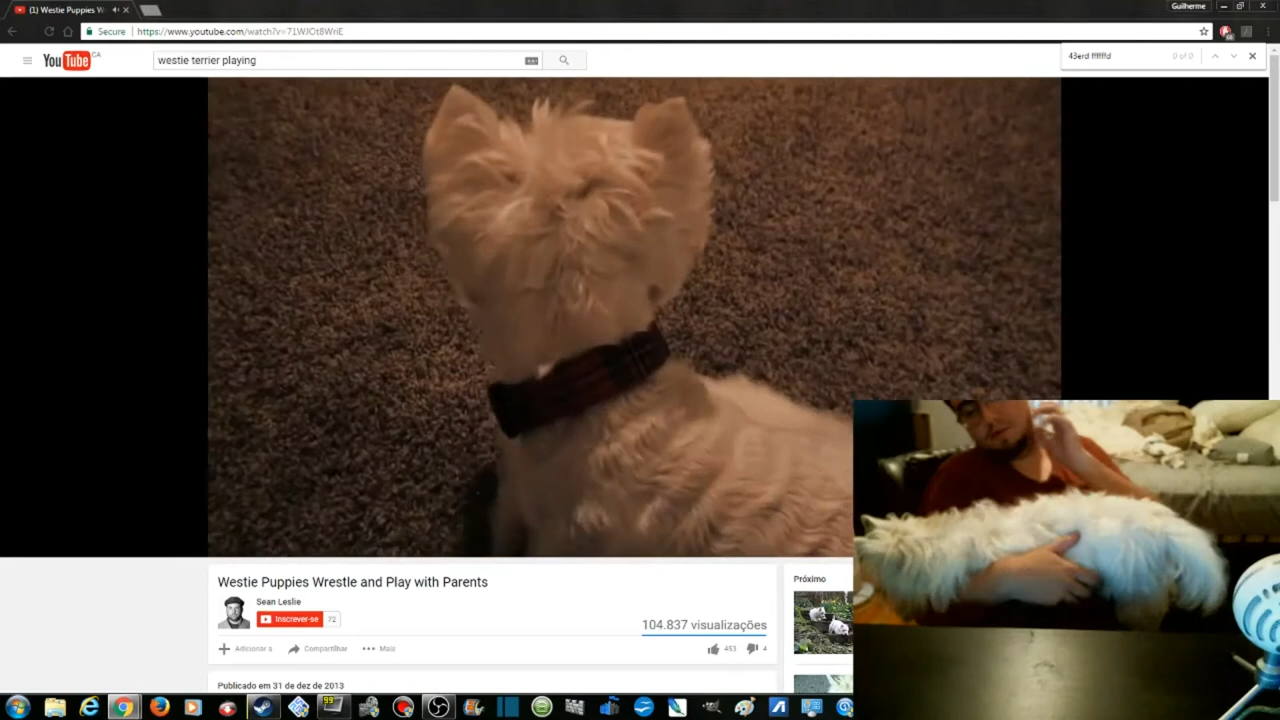 (1) Westie Puppies W
Guilherme
Secure
https://www.youtube.com/watch?v=71WJOt8WriE
YouTube CA
westie terrier playing
43erd ffffffd
0 of 0
Westie Puppies Wrestle and Play with Parents
Sean Leslie
Inscrever-se
72
104.837 visualizações
Adicionar a
Compartilhar
Mais
453
4
Publicado em 31 de dez de 2013
Próximo
99